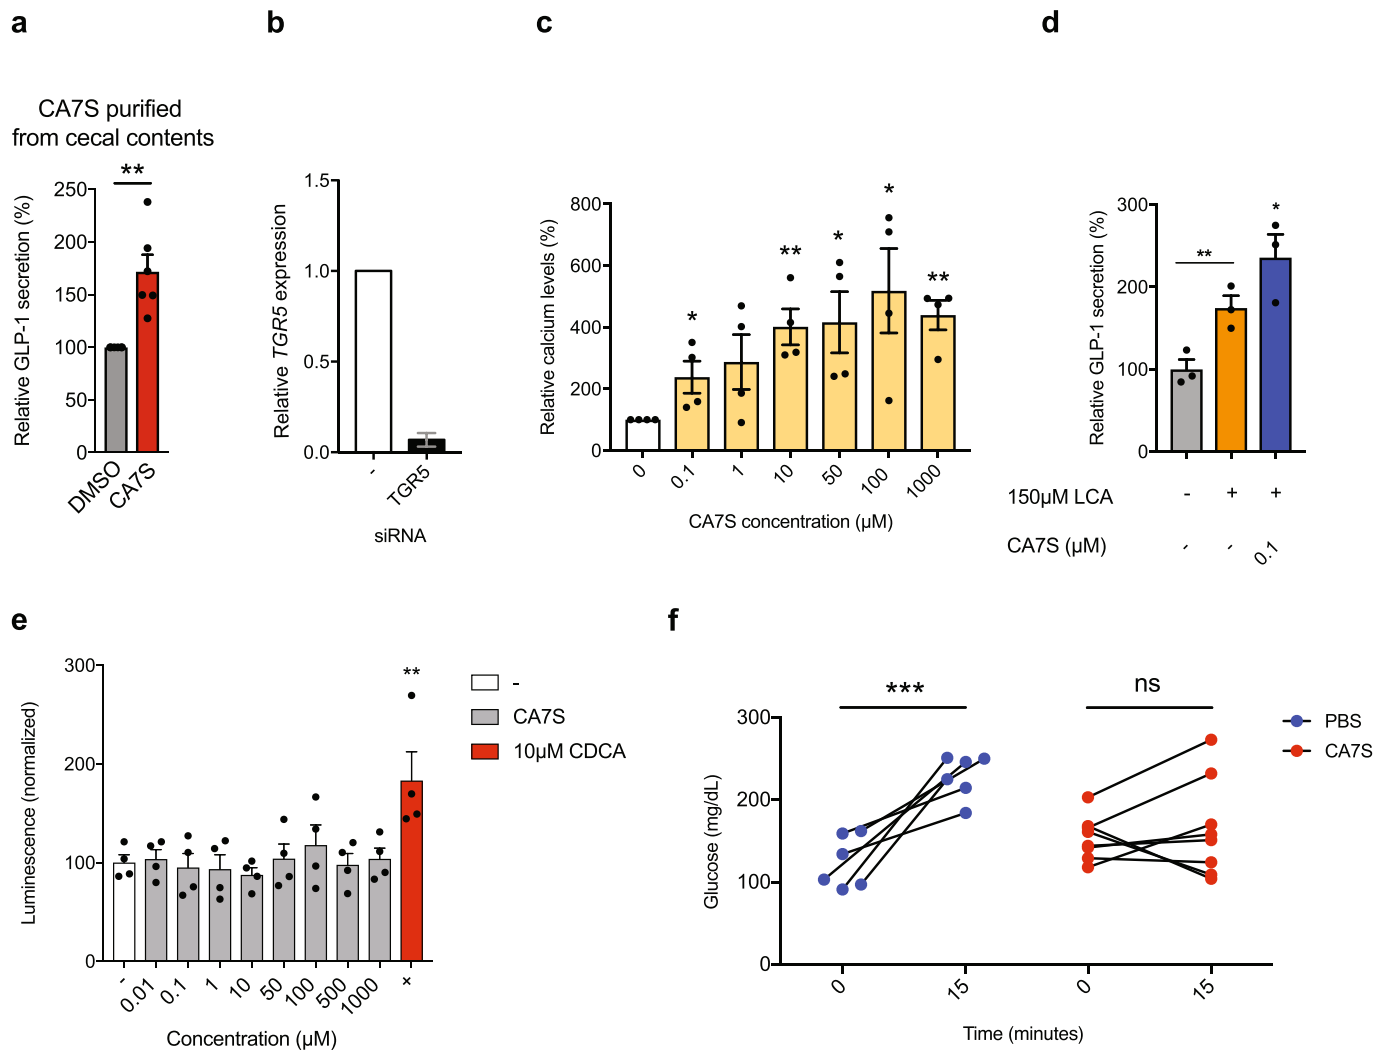 a
CA7S purified
from cecal contents
**
Relative GLP-1 secretion (%)
250
200
150
100
50
0
DMSO
CA7S
b
Relative TGR5 expression
1.5
1.0
0.5
0.0
-
TGR5
siRNA
c
Relative calcium levels (%)
800
600
400
200
0
*
**
*
*
**
0
0.1
1
10
50
100
1000
CA7S concentration (µM)
d
Relative GLP-1 secretion (%)
300
200
100
0
**
*
150µM LCA
-
+
+
CA7S (µM)
-
-
0.1
e
Luminescence (normalized)
300
200
100
0
**
-
0.01
0.1
1
10
50
100
500
1000
+
Concentration (µM)
-
CA7S
10µM CDCA
f
Glucose (mg/dL)
300
200
100
0
***
ns
0
15
0
15
Time (minutes)
PBS
CA7S